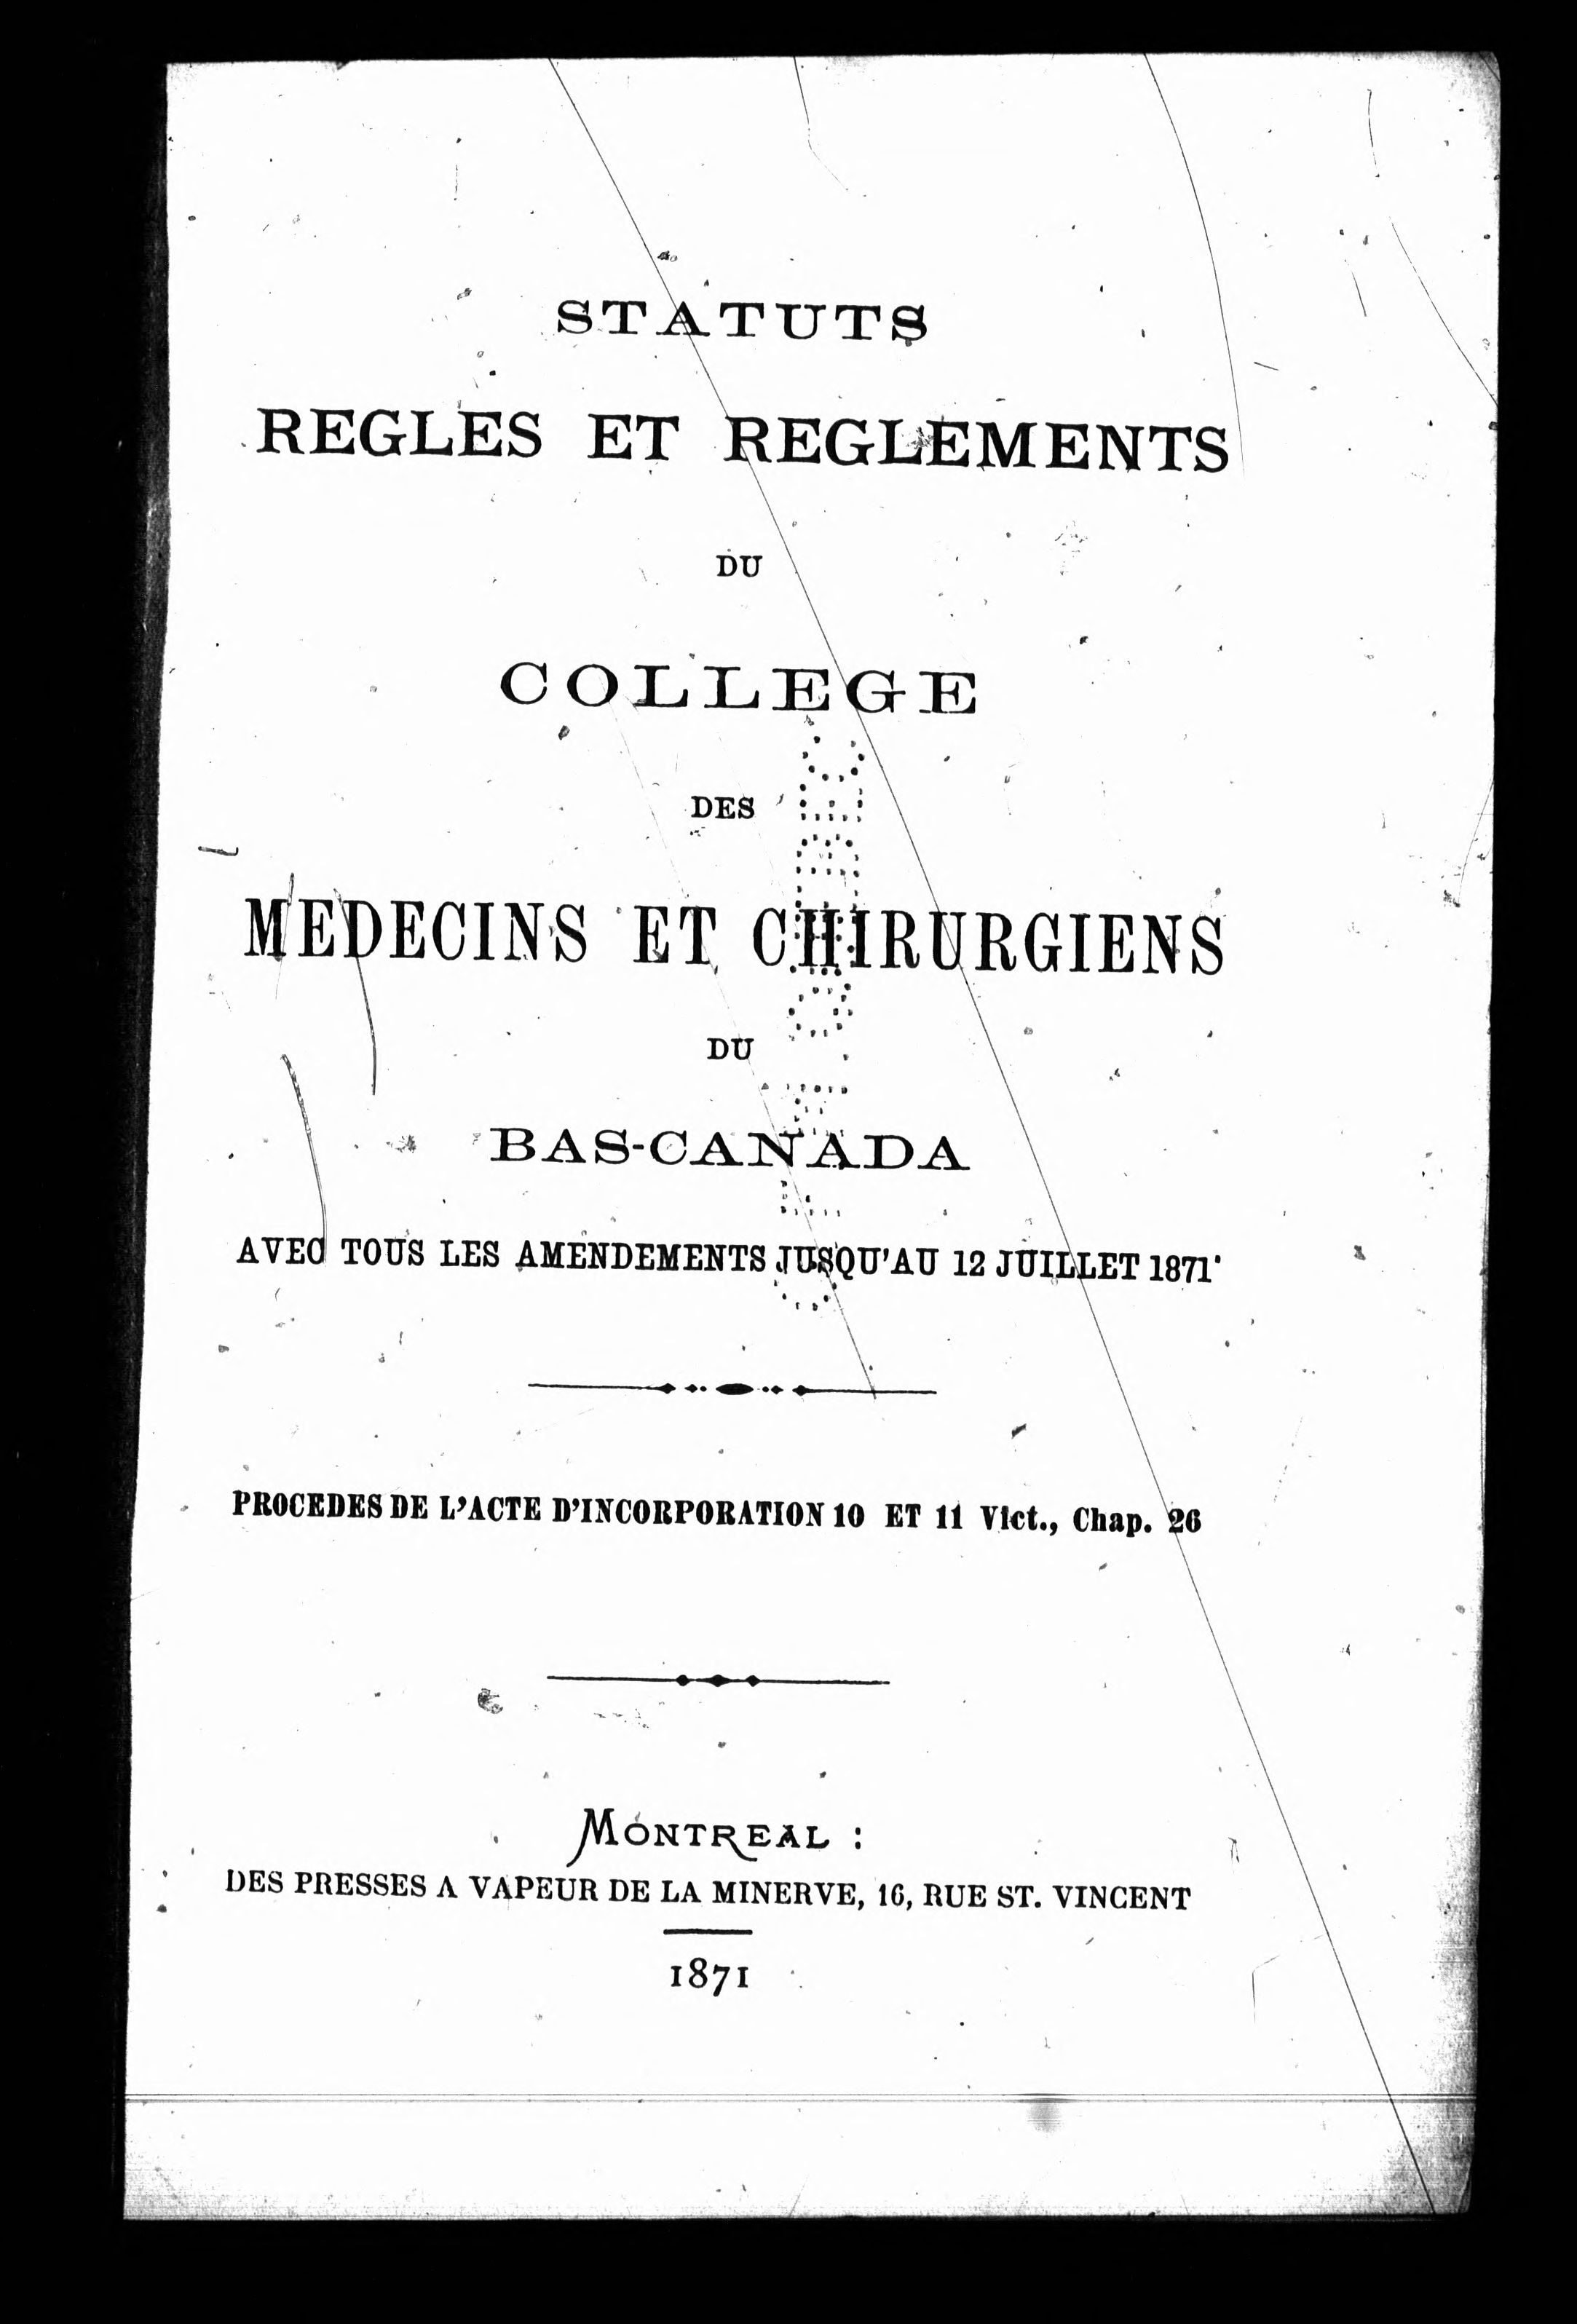 STATUTS
REGLES ET REGLEMENTS
DU
COLLEGE
DES
MEDECINS ET CHIRURGIENS
DU
BAS-CANADA
AVEC TOUS LES AMENDEMENTS JUSQU'AU 12 JUILLET 1871
PROCEDES DE L'ACTE D'INCORPORATION 10 ET 11 Vict., Chap. 26
MONTREAL :
DES PRESSES A VAPEUR DE LA MINERVE, 16, RUE ST. VINCENT
1871